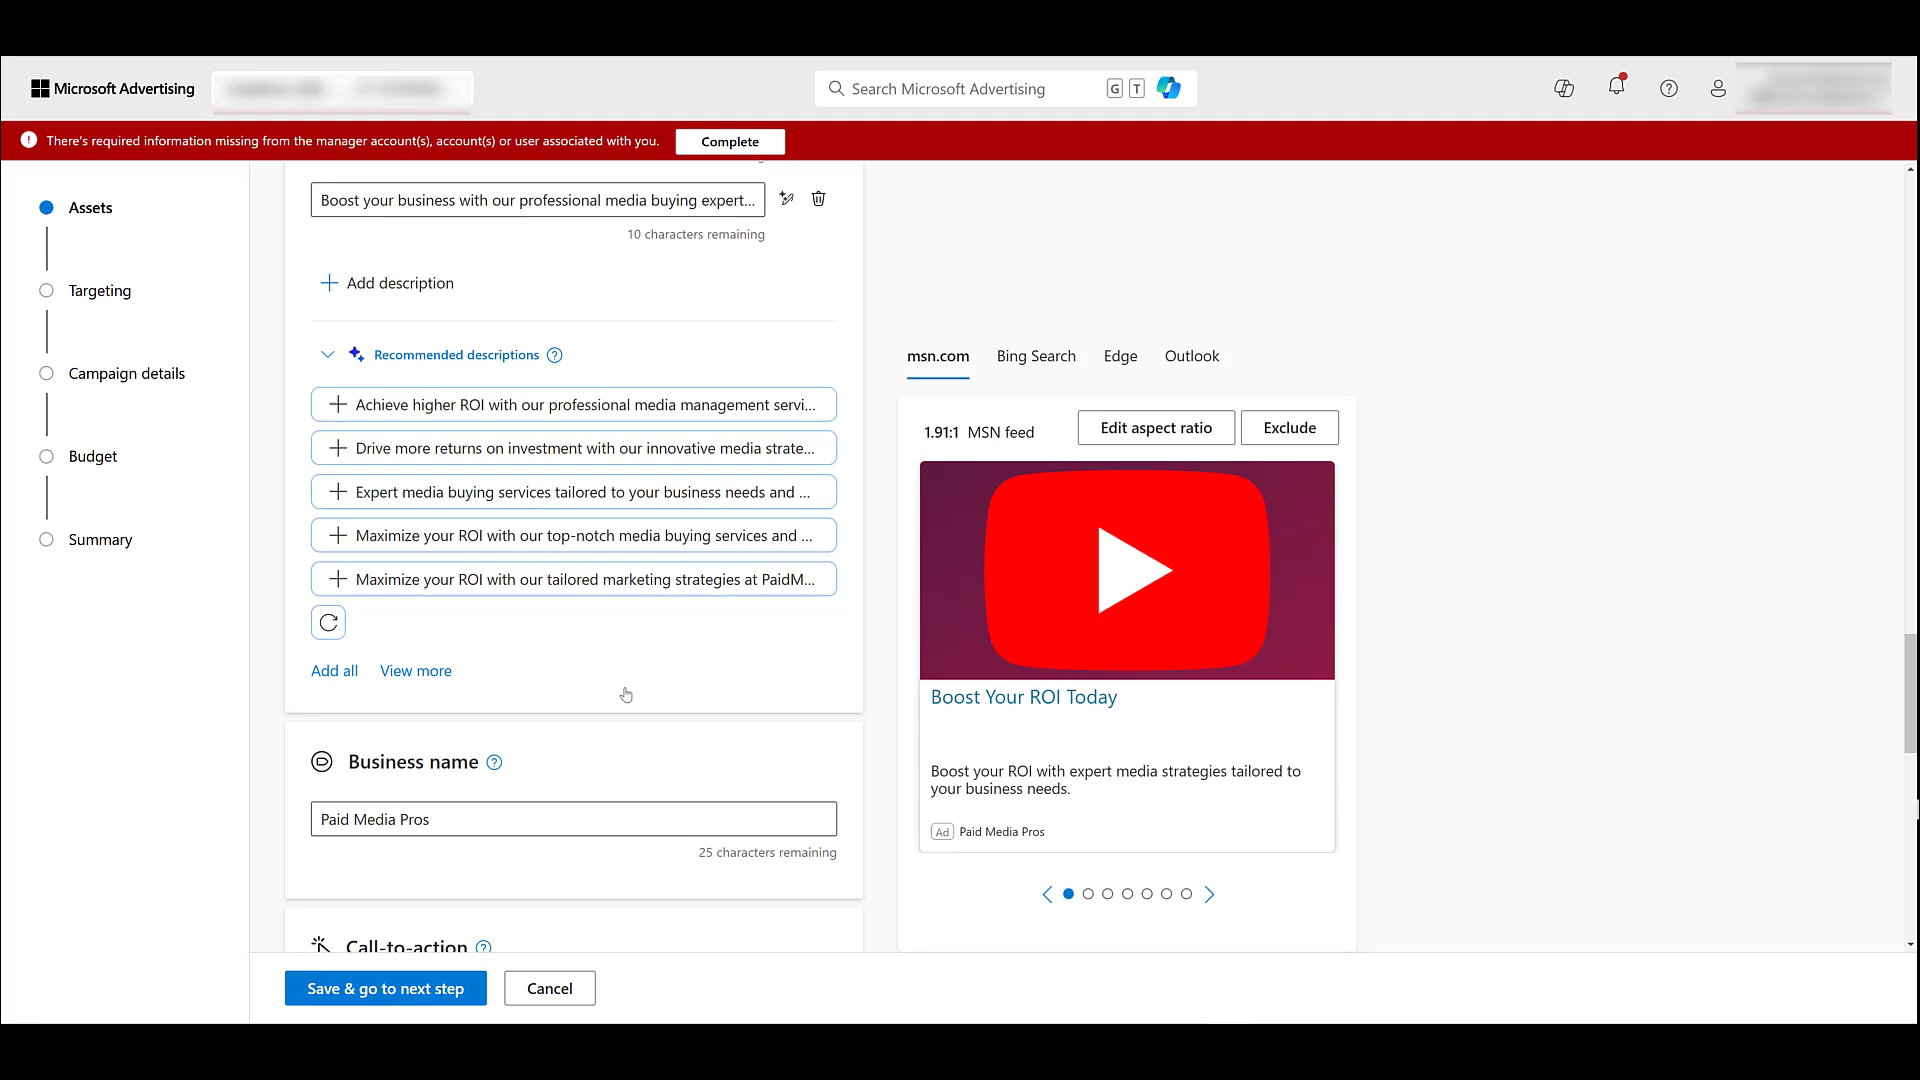 Microsoft Advertising
Search Microsoft Advertising
G T
There's required information missing from the manager account(s), account(s) or user associated with you.
Complete
Assets
Targeting
Campaign details
Budget
Summary
Boost your business with our professional media buying expert...
10 characters remaining
Add description
Recommended descriptions
Achieve higher ROI with our professional media management servi...
Drive more returns on investment with our innovative media strate...
Expert media buying services tailored to your business needs and ...
Maximize your ROI with our top-notch media buying services and ...
Maximize your ROI with our tailored marketing strategies at PaidM...
Add all View more
Business name
Paid Media Pros
25 characters remaining
Call-to-action
msn.com Bing Search Edge Outlook
1.91:1 MSN feed
Edit aspect ratio
Exclude
Boost Your ROI Today
Boost your ROI with expert media strategies tailored to
your business needs.
Ad Paid Media Pros
Save & go to next step
Cancel